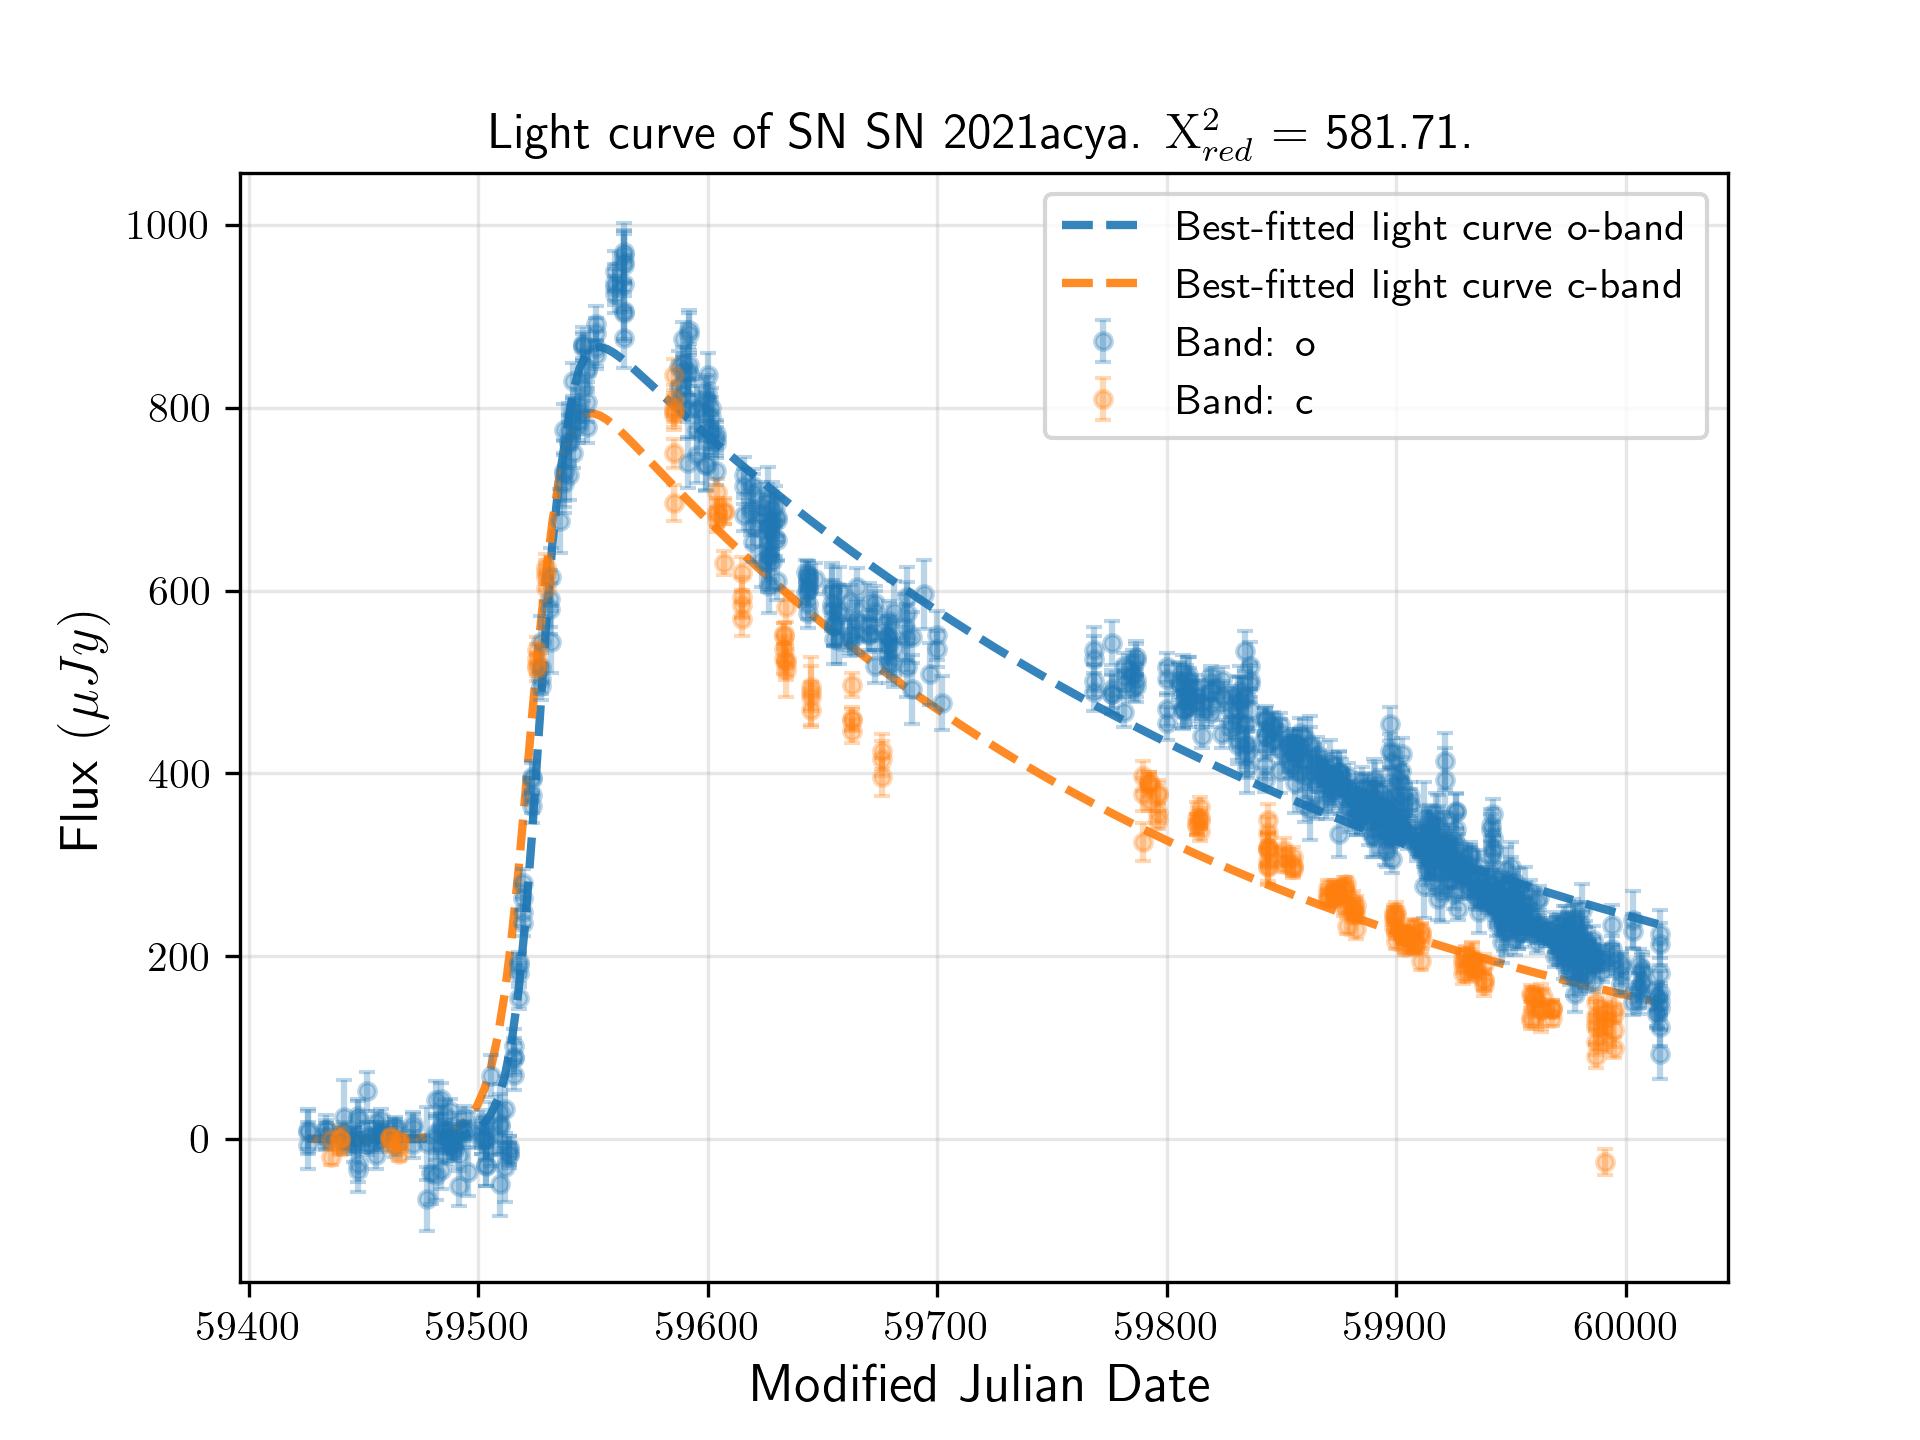 Light curve of SN SN 2021acya. X²_red = 581.71.
Best-fitted light curve o-band
Best-fitted light curve c-band
Band: o
Band: c
1000
800
600
400
200
0
Flux (μJy)
59400 59500 59600 59700 59800 59900 60000
Modified Julian Date